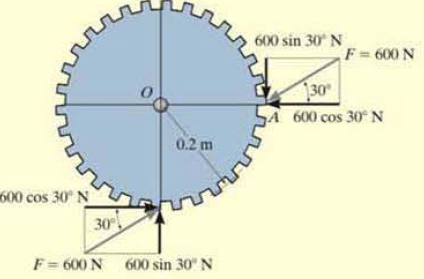 600 sin 30° N
F = 600 N
30°
O
A 600 cos 30° N
0.2 m
600 cos 30° N
30°
F = 600 N 600 sin 30° N